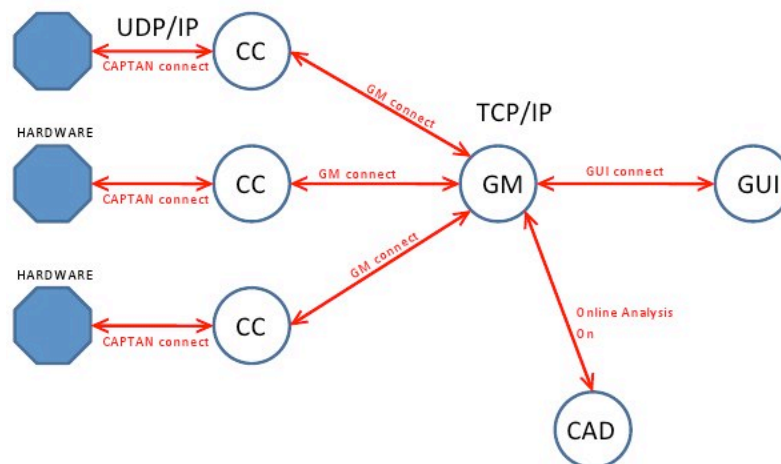 UDP/IP
CC
CAPTAN connect
GM connect
TCP/IP
HARDWARE
CC
CAPTAN connect
GM connect
GM
GUI connect
GUI
HARDWARE
CC
CAPTAN connect
GM connect
Online Analysis
On
CAD